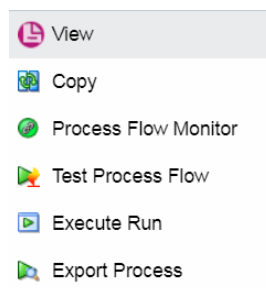 View
Copy
Process Flow Monitor
Test Process Flow
Execute Run
Export Process